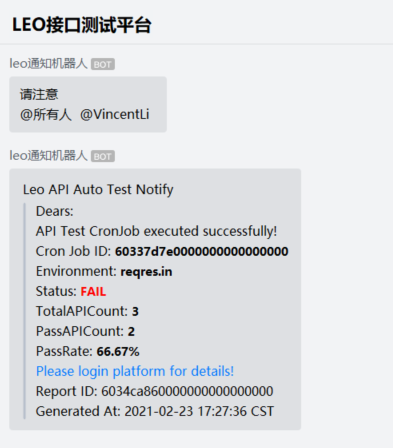 LEO接口测试平台
leo通知机器人 BOT
请注意
@所有人 @VincentLi
leo通知机器人 BOT
Leo API Auto Test Notify
Dears:
API Test CronJob executed successfully!
Cron Job ID: 60337d7e0000000000000000
Environment: reqres.in
Status: FAIL
TotalAPICount: 3
PassAPICount: 2
PassRate: 66.67%
Please login platform for details!
Report ID: 6034ca860000000000000000
Generated At: 2021-02-23 17:27:36 CST